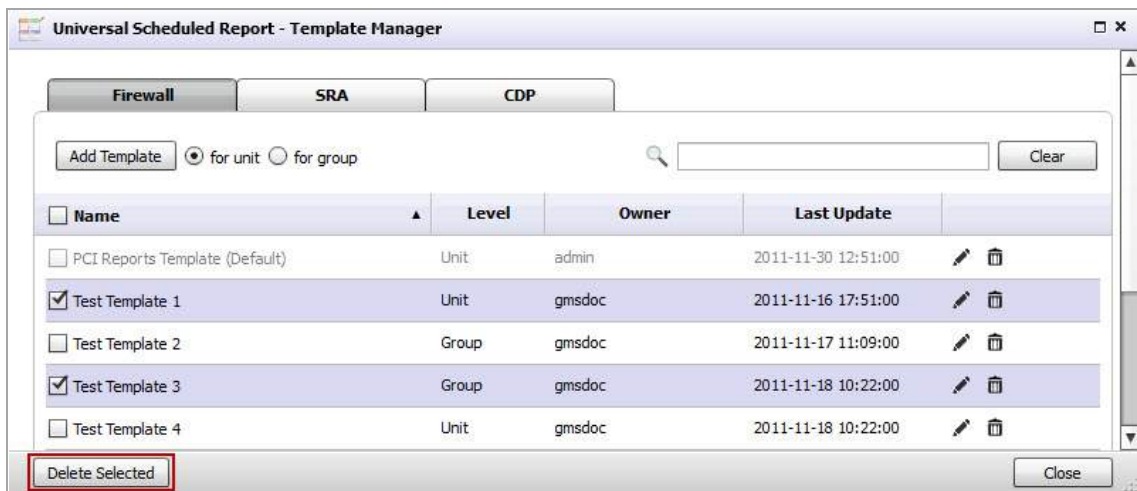 Universal Scheduled Report - Template Manager
Firewall SRA CDP
Add Template for unit for group Clear
Name Level Owner Last Update
PCI Reports Template (Default) Unit admin 2011-11-30 12:51:00
Test Template 1 Unit gmsdoc 2011-11-16 17:51:00
Test Template 2 Group gmsdoc 2011-11-17 11:09:00
Test Template 3 Group gmsdoc 2011-11-18 10:22:00
Test Template 4 Unit gmsdoc 2011-11-18 10:22:00
Delete Selected Close